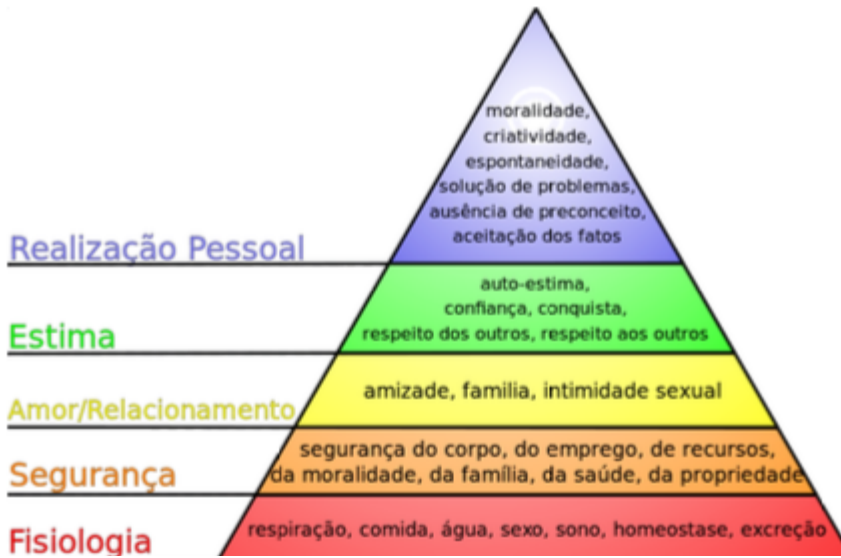 moralidade,
criatividade,
espontaneidade,
solução de problemas,
ausência de preconceito,
aceitação dos fatos
Realização Pessoal
auto-estima,
confiança, conquista,
respeito dos outros, respeito aos outros
Estima
amizade, familia, intimidade sexual
Amor/Relacionamento
segurança do corpo, do emprego, de recursos,
da moralidade, da família, da saúde, da propriedade
Segurança
respiração, comida, água, sexo, sono, homeostase, excreção
Fisiologia